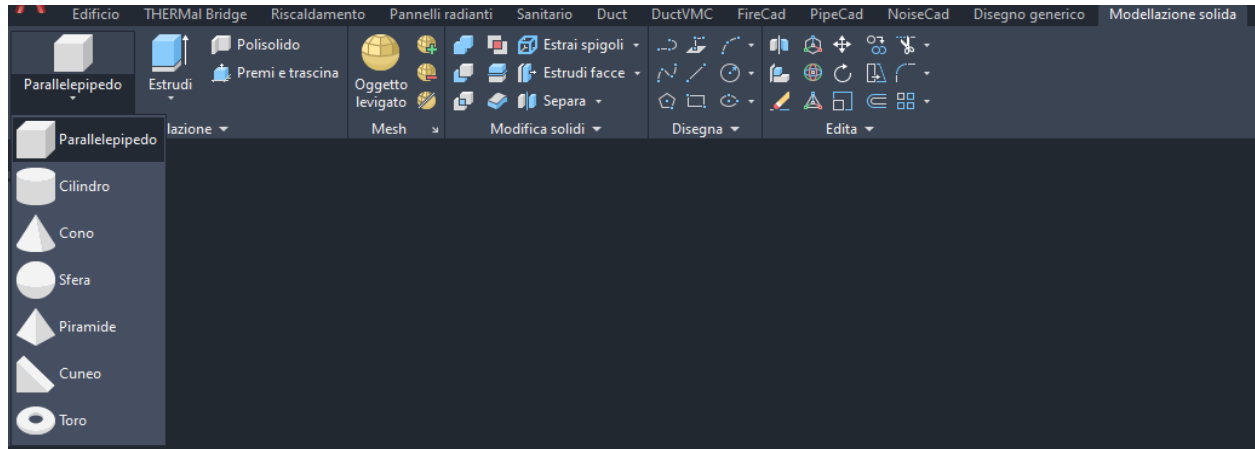 Edificio THERMal Bridge Riscaldamento Pannelli radianti Sanitario Duct DuctVMC FireCad PipeCad NoiseCad Disegno generico Modellazione solida
Polisolido
Estrai spigoli
Premi e trascina
Estrudi facce
Parallelepipedo
Estrudi
Oggetto
levigato
Separa
lazione
Mesh
Modifica solidi
Disegna
Edita
Parallelepipedo
Cilindro
Cono
Sfera
Piramide
Cuneo
Toro